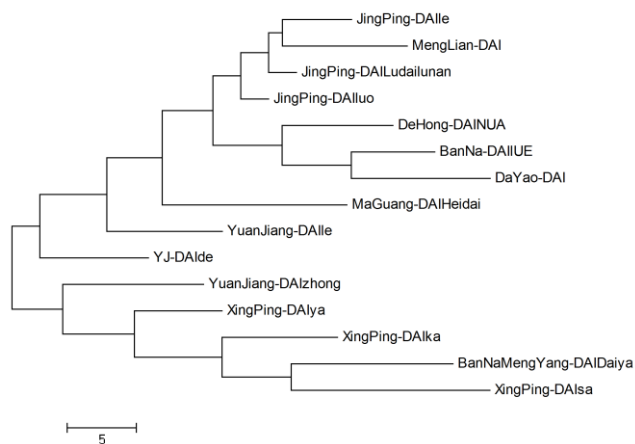 JingPing-DAIle
MengLian-DAI
JingPing-DAILudailunan
JingPing-DAIluo
DeHong-DAINUA
BanNa-DAIlUE
DaYao-DAI
MaGuang-DAIHeidai
YuanJiang-DAIle
YJ-DAIde
YuanJiang-DAIzhong
XingPing-DAIya
XingPing-DAIka
BanNaMengYang-DAIDaiya
XingPing-DAIsa
5